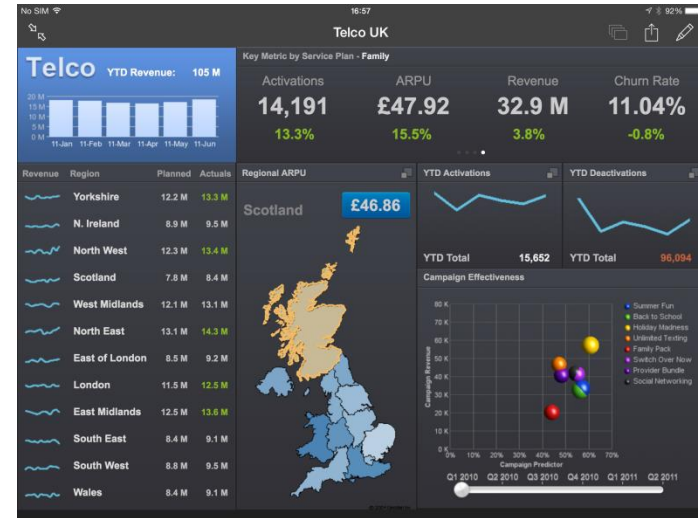 No SIM 16:57 92%
Telco UK
Telco YTD Revenue: 105 M
20 M
15 M
10 M
5 M
0 M
11-Jan 11-Feb 11-Mar 11-Apr 11-May 11-Jun
Key Metric by Service Plan - Family
Activations ARPU Revenue Churn Rate
14,191 £47.92 32.9 M 11.04%
13.3% 15.5% 3.8% -0.8%
Revenue Region Planned Actuals
Yorkshire 12.2 M 13.3 M
N. Ireland 8.9 M 9.5 M
North West 12.3 M 13.4 M
Scotland 7.8 M 8.4 M
West Midlands 12.1 M 13.1 M
North East 13.1 M 14.3 M
East of London 8.5 M 9.2 M
London 11.5 M 12.5 M
East Midlands 12.5 M 13.6 M
South East 8.4 M 9.1 M
South West 8.8 M 9.5 M
Wales 8.4 M 9.1 M
Regional ARPU
Scotland £46.86
YTD Activations
YTD Total 15,652
YTD Deactivations
YTD Total 96,094
Campaign Effectiveness
Campaign Revenue
80 K
70 K
60 K
50 K
40 K
30 K
20 K
10 K
0 K
0% 10% 20% 30% 40% 50% 60% 70%
Campaign Predictor
Summer Fun
Back to School
Holiday Madness
Unlimited Texting
Family Pack
Switch Over Now
Provider Bundle
Social Networking
Q1 2010 Q2 2010 Q3 2010 Q4 2010 Q1 2011 Q2 2011